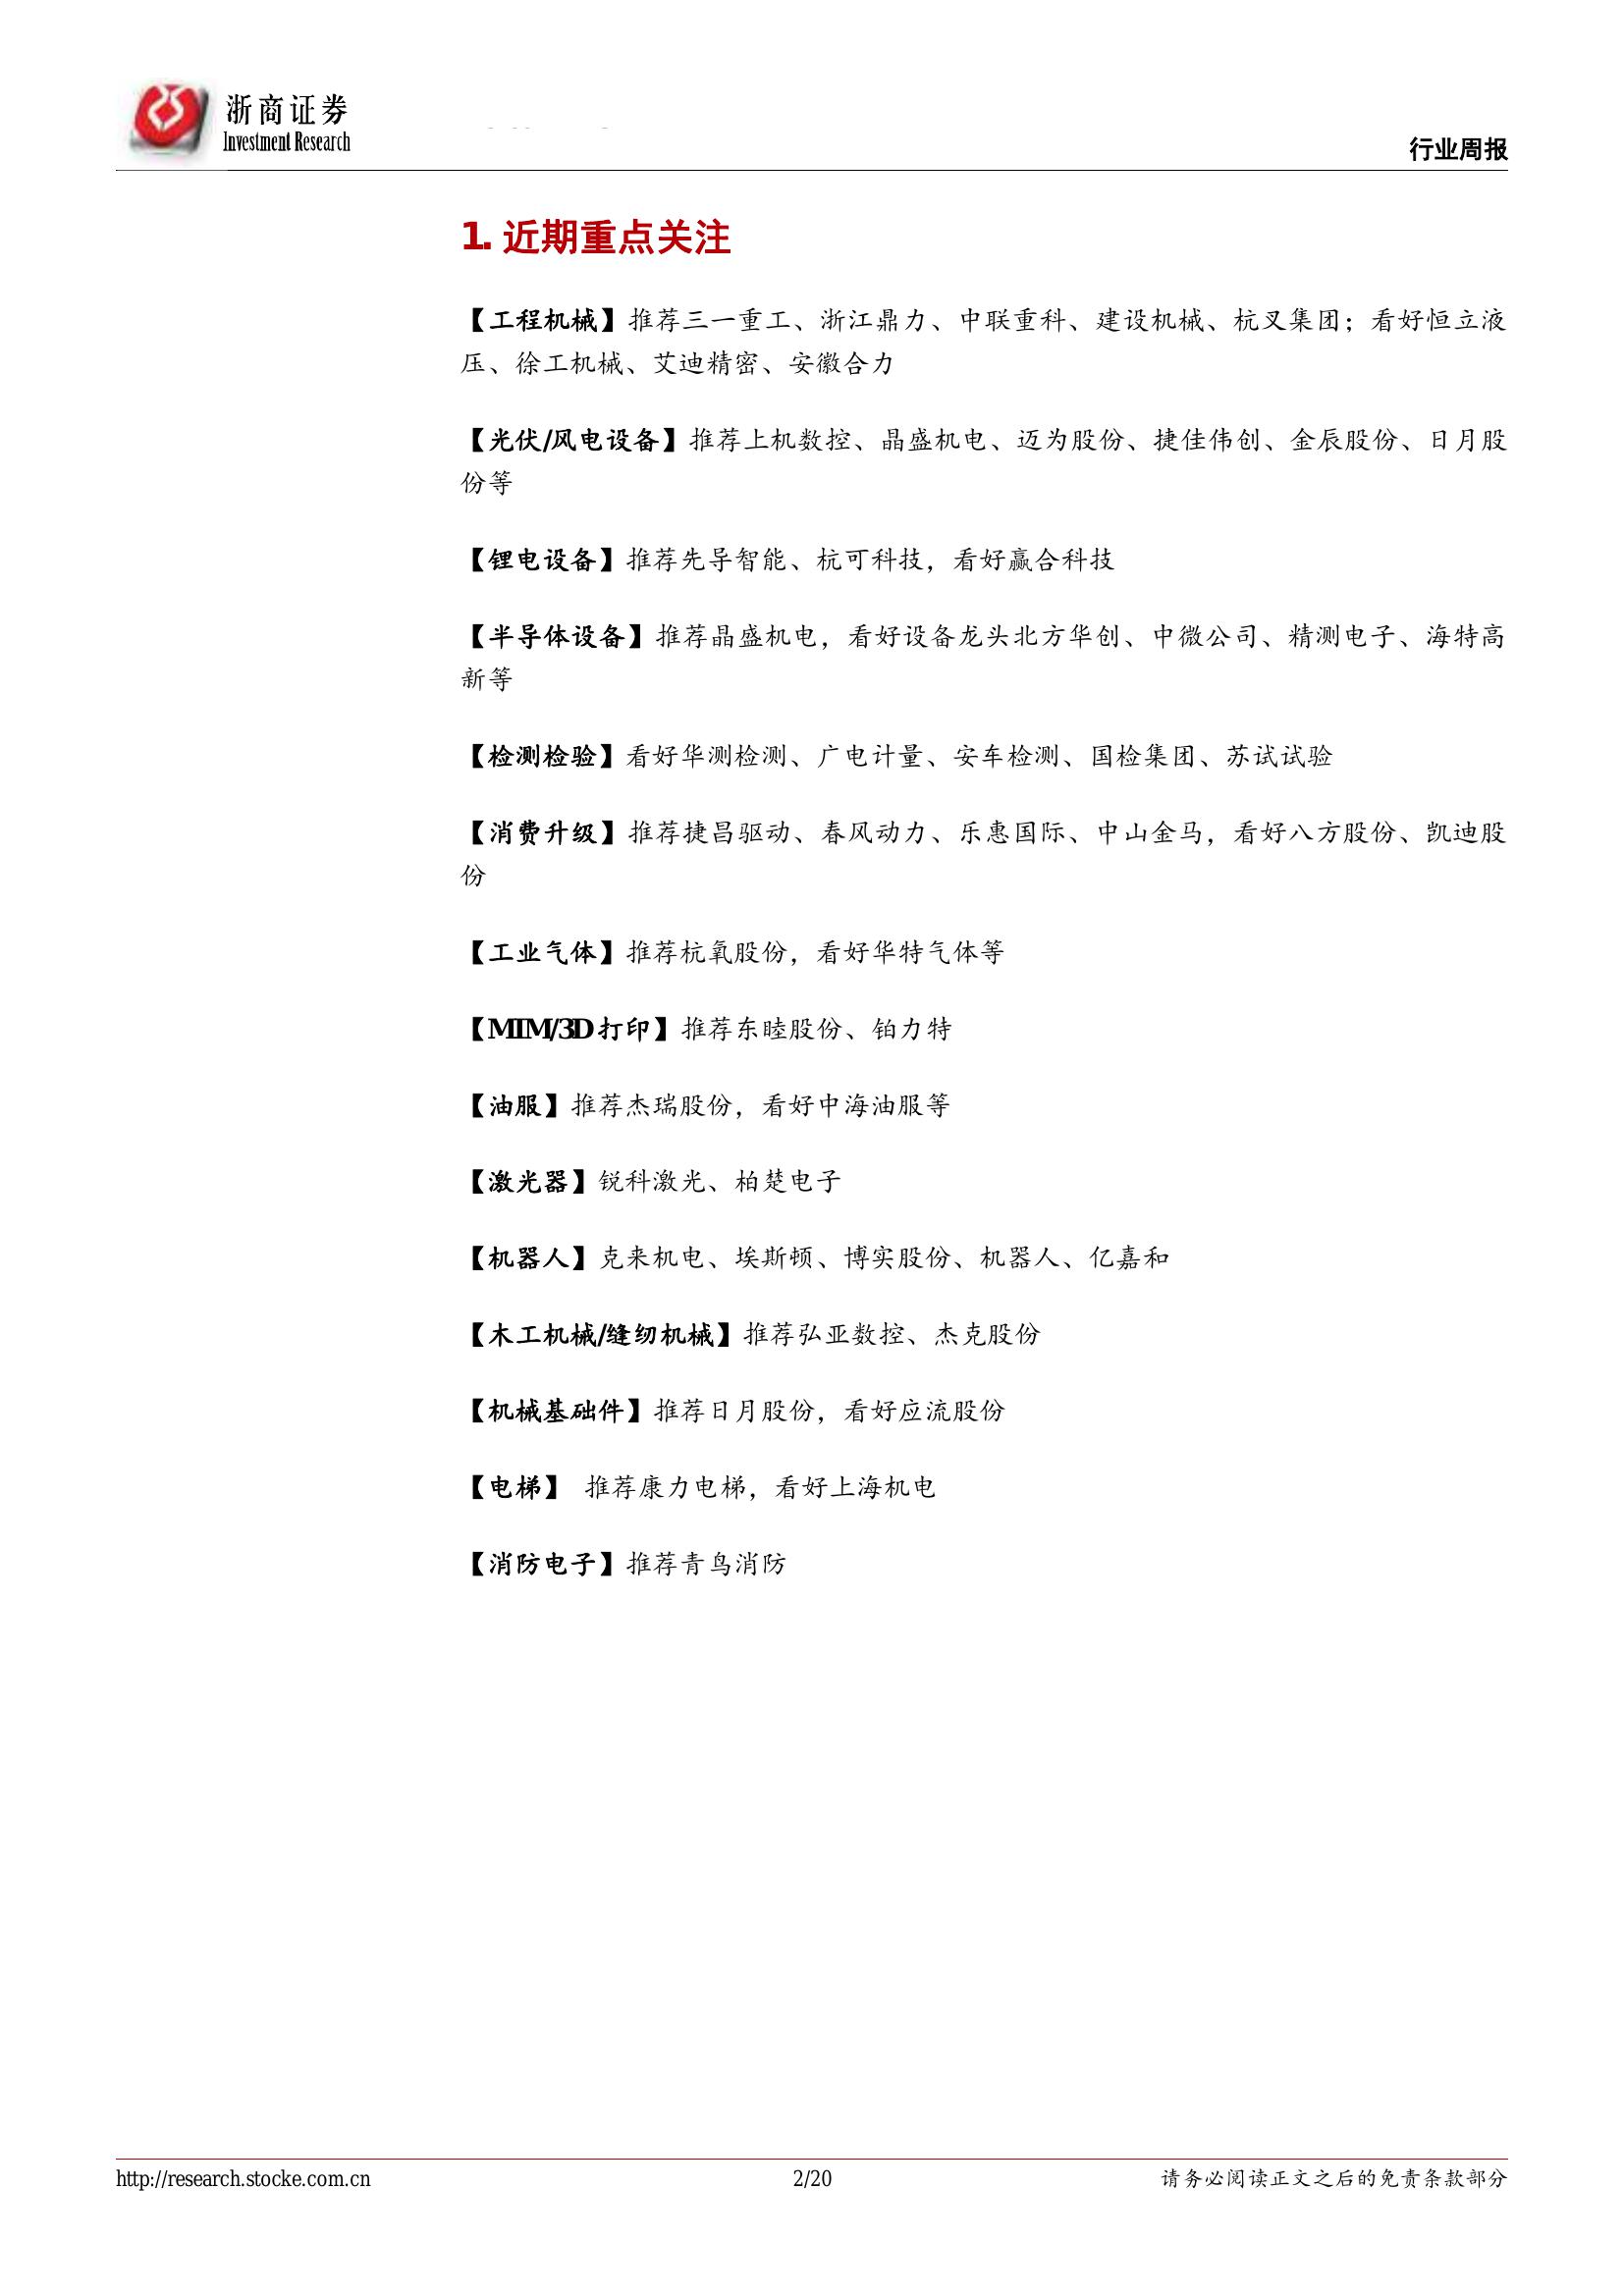 浙商证券
Investment Research
行业周报
1. 近期重点关注
【工程机械】推荐三一重工、浙江鼎力、中联重科、建设机械、杭叉集团；看好恒立液
压、徐工机械、艾迪精密、安徽合力
【光伏/风电设备】推荐上机数控、晶盛机电、迈为股份、捷佳伟创、金辰股份、日月股
份等
【锂电设备】推荐先导智能、杭可科技，看好赢合科技
【半导体设备】推荐晶盛机电，看好设备龙头北方华创、中微公司、精测电子、海特高
新等
【检测检验】看好华测检测、广电计量、安车检测、国检集团、苏试试验
【消费升级】推荐捷昌驱动、春风动力、乐惠国际、中山金马，看好八方股份、凯迪股
份
【工业气体】推荐杭氧股份，看好华特气体等
【MIM/3D 打印】推荐东睦股份、铂力特
【油服】推荐杰瑞股份，看好中海油服等
【激光器】锐科激光、柏楚电子
【机器人】克来机电、埃斯顿、博实股份、机器人、亿嘉和
【木工机械/缝纫机械】推荐弘亚数控、杰克股份
【机械基础件】推荐日月股份，看好应流股份
【电梯】 推荐康力电梯，看好上海机电
【消防电子】推荐青鸟消防
http://research.stocke.com.cn
2/20
请务必阅读正文之后的免责条款部分